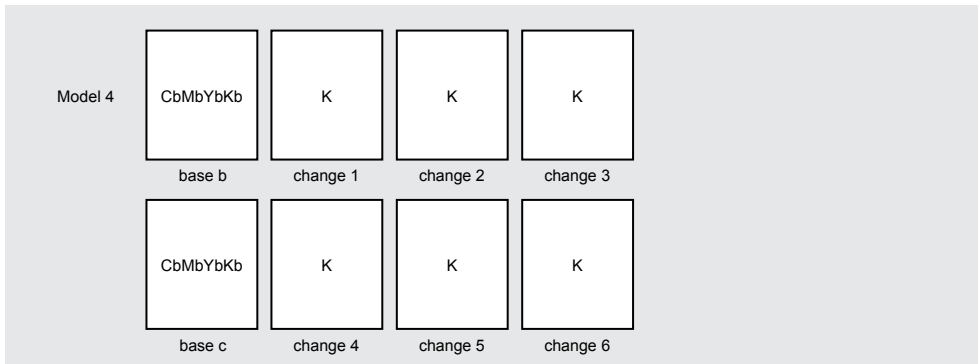 Model 4
CbMbYbKb K K K
base b change 1 change 2 change 3
CbMbYbKb K K K
base c change 4 change 5 change 6